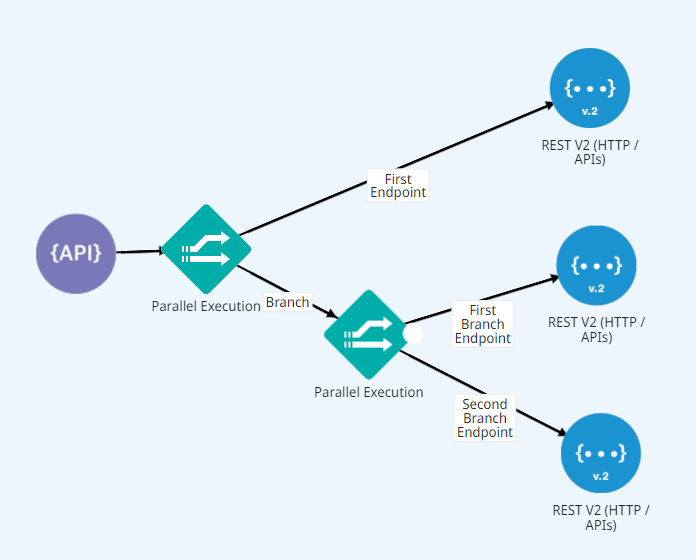 {•••}
v.2
REST V2 (HTTP /
APIs)
First
Endpoint
{API}
Parallel Execution
Branch
{•••}
v.2
REST V2 (HTTP /
APIs)
First
Branch
Endpoint
Parallel Execution
Second
Branch
Endpoint
{•••}
v.2
REST V2 (HTTP /
APIs)